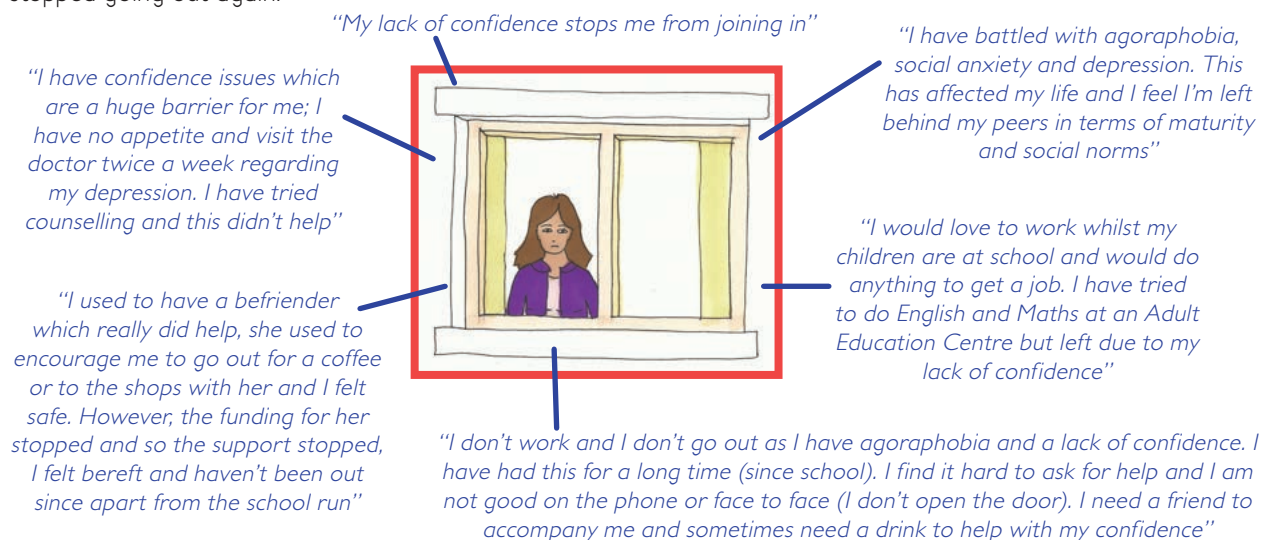 stopped going out again.
“My lack of confidence stops me from joining in”
“I have confidence issues which
are a huge barrier for me; I
have no appetite and visit the
doctor twice a week regarding
my depression. I have tried
counselling and this didn’t help”
“I have battled with agoraphobia,
social anxiety and depression. This
has affected my life and I feel I’m left
behind my peers in terms of maturity
and social norms”
“I used to have a befriender
which really did help, she used to
encourage me to go out for a coffee
or to the shops with her and I felt
safe. However, the funding for her
stopped and so the support stopped,
I felt bereft and haven’t been out
since apart from the school run”
“I would love to work whilst my
children are at school and would do
anything to get a job. I have tried
to do English and Maths at an Adult
Education Centre but left due to my
lack of confidence”
“I don’t work and I don’t go out as I have agoraphobia and a lack of confidence. I
have had this for a long time (since school). I find it hard to ask for help and I am
not good on the phone or face to face (I don’t open the door). I need a friend to
accompany me and sometimes need a drink to help with my confidence”